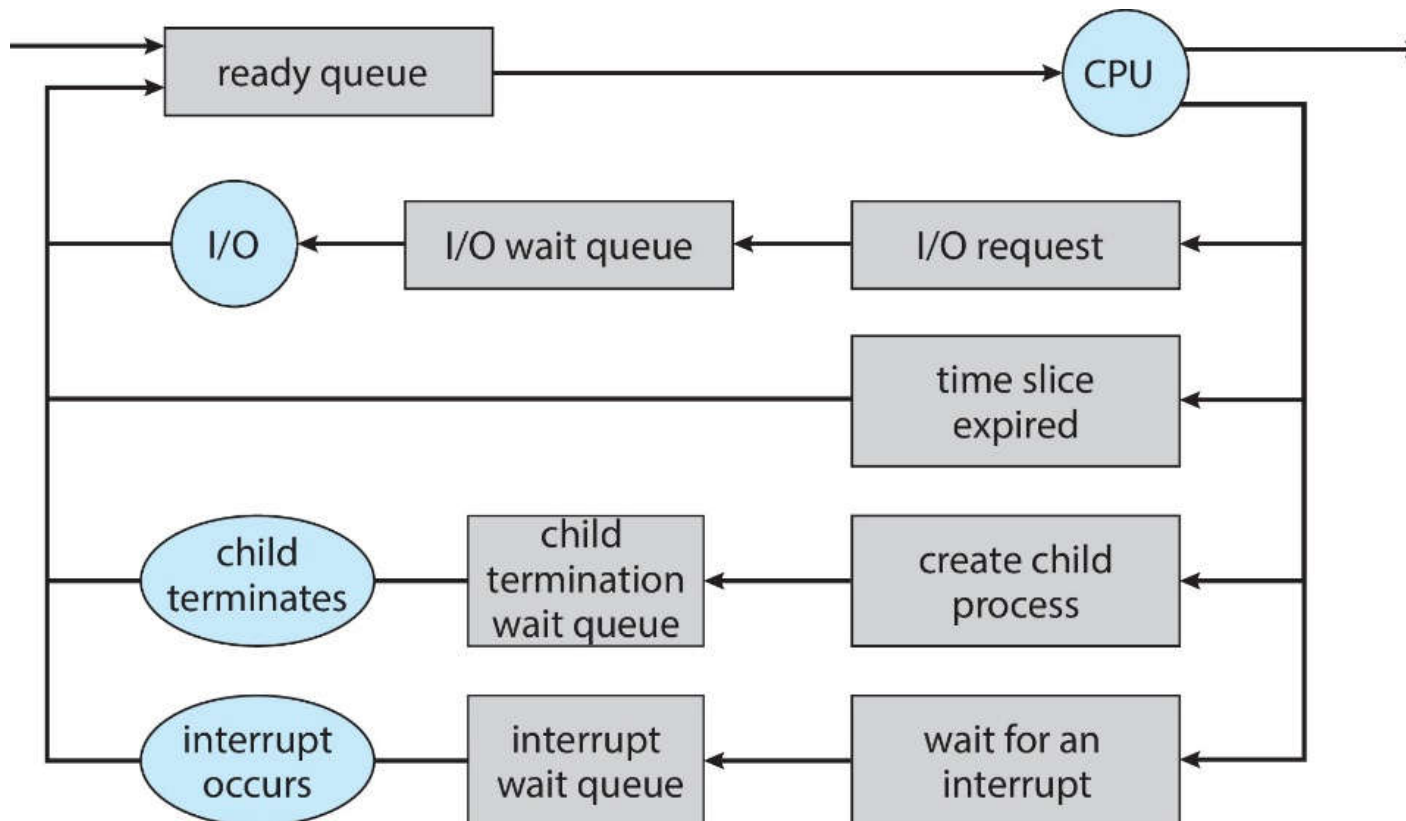 ready queue
CPU
I/O
I/O wait queue
I/O request
time slice
expired
child
terminates
child
termination
wait queue
create child
process
interrupt
occurs
interrupt
wait queue
wait for an
interrupt